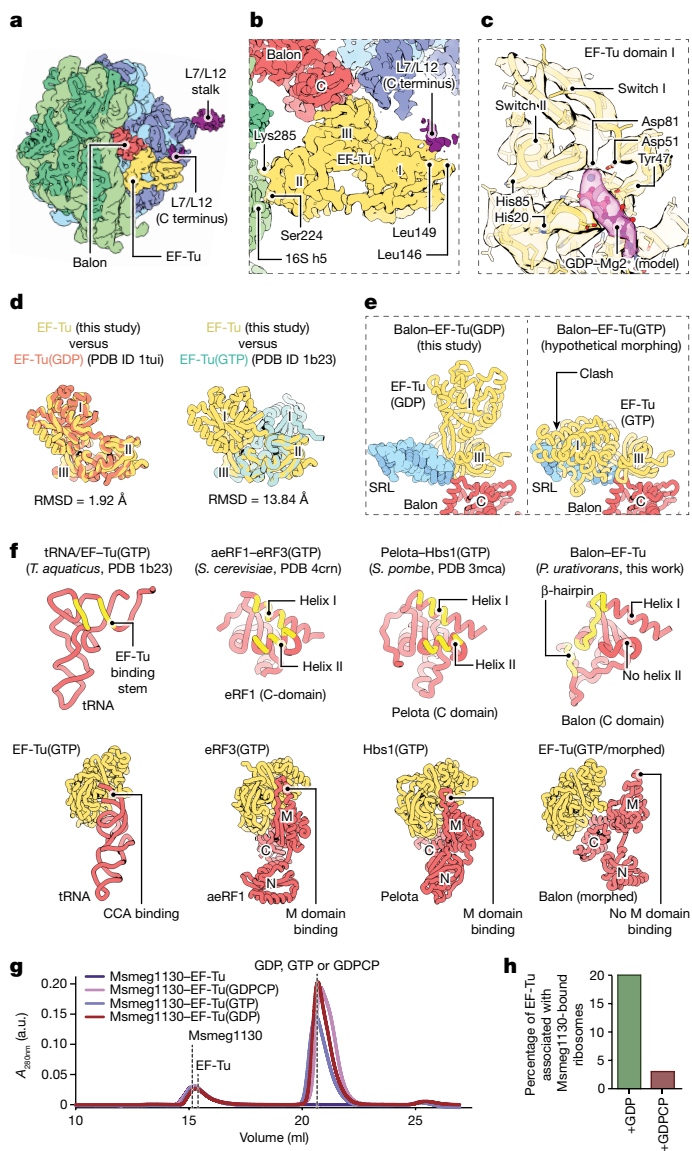 a
L7/L12
stalk
L7/L12
(C terminus)
Balon
EF-Tu
b
Balon
C
L7/L12
(C terminus)
Lys285
III
EF-Tu
II
I
Ser224
16S h5
Leu149
Leu146
c
EF-Tu domain I
Switch I
Switch II
Asp81
Asp51
Tyr47
His85
His20
GDP–Mg2 (model)
d
EF-Tu (this study)
versus
EF-Tu(GDP) (PDB ID 1tui)
I
II
III
RMSD = 1.92 Å
EF-Tu (this study)
versus
EF-Tu(GTP) (PDB ID 1b23)
I
I
II
III
RMSD = 13.84 Å
e
Balon–EF-Tu(GDP)
(this study)
EF-Tu
(GDP)
I
III
SRL
Balon
CC
Balon–EF-Tu(GTP)
(hypothetical morphing)
Clash
EF-Tu
(GTP)
I
III
SRL
Balon
CC
f
tRNA/EF-Tu(GTP)
(T. aquaticus, PDB 1b23)
EF-Tu
binding
stem
tRNA
aeRF1–eRF3(GTP)
(S. cerevisiae, PDB 4crn)
Helix I
Helix II
eRF1 (C-domain)
Pelota–Hbs1(GTP)
(S. pombe, PDB 3mca)
Helix I
Helix II
Pelota (C domain)
Balon–EF-Tu
(P. urativorans, this work)
β-hairpin
Helix I
No helix II
Balon (C domain)
EF-Tu(GTP)
tRNA
CCA binding
eRF3(GTP)
M
C
N
aeRF1
M domain
binding
Hbs1(GTP)
M
C
N
Pelota
M domain
binding
EF-Tu(GTP/morphed)
M
C
N
Balon (morphed)
No M domain
binding
g
Msmeg1130–EF-Tu
Msmeg1130–EF-Tu(GDPCP)
Msmeg1130–EF-Tu(GTP)
Msmeg1130–EF-Tu(GDP)
GDP, GTP or GDPCP
Msmeg1130
EF-Tu
A280nm (a.u.)
0.20
0.15
0.10
0.05
0
10
15
20
25
Volume (ml)
h
Percentage of EF-Tu
associated with
Msmeg1130-bound
ribosomes
20
15
10
5
0
+GDP
+GDPCP